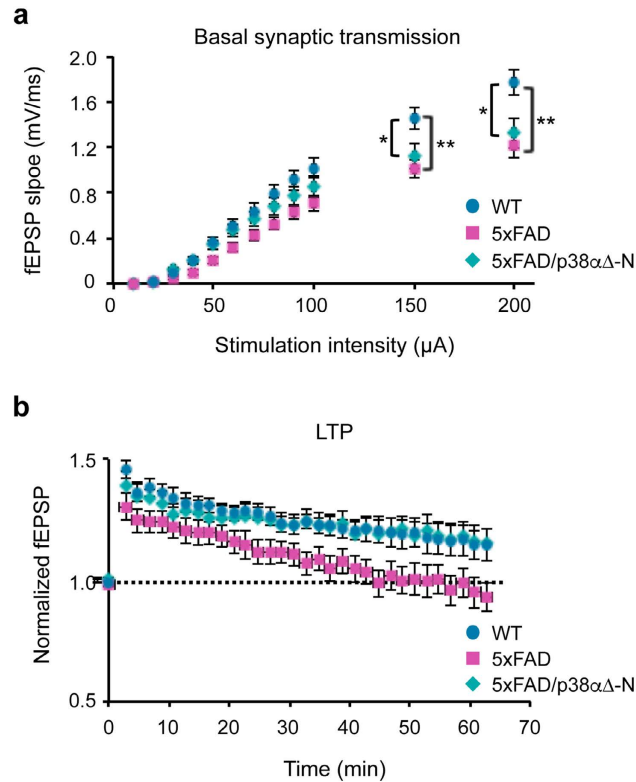 a
Basal synaptic transmission
fEPSP slpoe (mV/ms)
2.0
1.6
1.2
0.8
0.4
0
* **
* **
WT
5xFAD
5xFAD/p38αΔ-N
0 50 100 150 200
Stimulation intensity (µA)
b
LTP
Normalized fEPSP
1.5
1.0
0.5
WT
5xFAD
5xFAD/p38αΔ-N
0 10 20 30 40 50 60 70
Time (min)